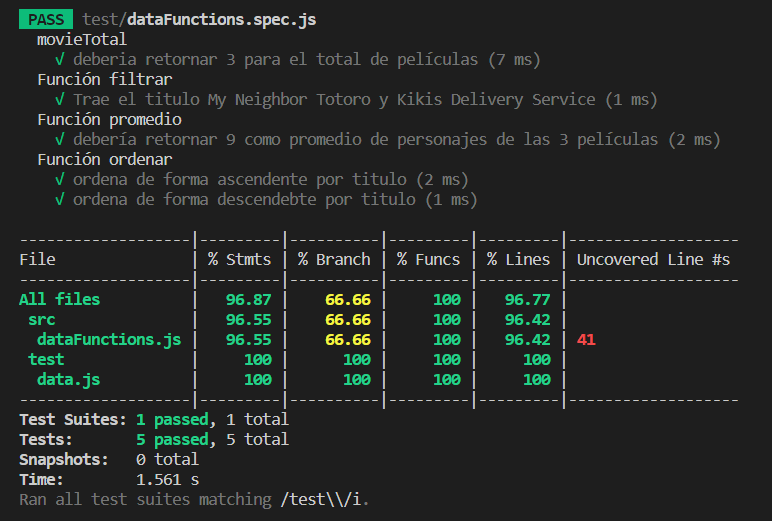 PASS test/dataFunctions.spec.js
movieTotal
√ deberia retornar 3 para el total de películas (7 ms)
Función filtrar
√ Trae el titulo My Neighbor Totoro y Kikis Delivery Service (1 ms)
Función promedio
√ debería retornar 9 como promedio de personajes de las 3 películas (2 ms)
Función ordenar
√ ordena de forma ascendente por titulo (2 ms)
√ ordena de forma descendebte por titulo (1 ms)
-------------------|---------|----------|---------|---------|-------------------
File | % Stmts | % Branch | % Funcs | % Lines | Uncovered Line #s
-------------------|---------|----------|---------|---------|-------------------
All files | 96.87 | 66.66 | 100 | 96.77 |
src | 96.55 | 66.66 | 100 | 96.42 |
dataFunctions.js | 96.55 | 66.66 | 100 | 96.42 | 41
test | 100 | 100 | 100 | 100 |
data.js | 100 | 100 | 100 | 100 |
-------------------|---------|----------|---------|---------|-------------------
Test Suites: 1 passed, 1 total
Tests: 5 passed, 5 total
Snapshots: 0 total
Time: 1.561 s
Ran all test suites matching /test\\/i.